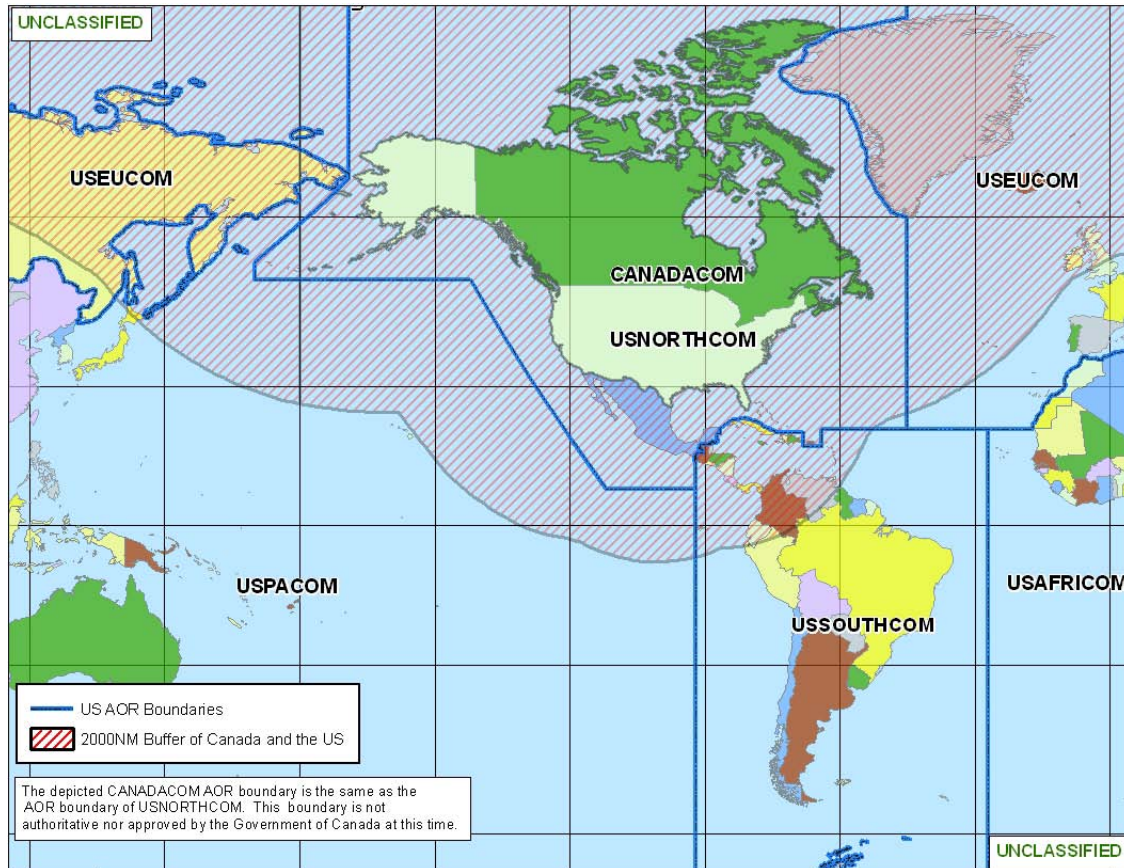 UNCLASSIFIED
USEUCOM
USEUCOM
CANADACOM
USNORTHCOM
USPACOM
USAFRICOM
USSOUTHCOM
US AOR Boundaries
2000NM Buffer of Canada and the US
The depicted CANADACOM AOR boundary is the same as the
AOR boundary of USNORTHCOM. This boundary is not
authoritative nor approved by the Government of Canada at this time.
UNCLASSIFIED